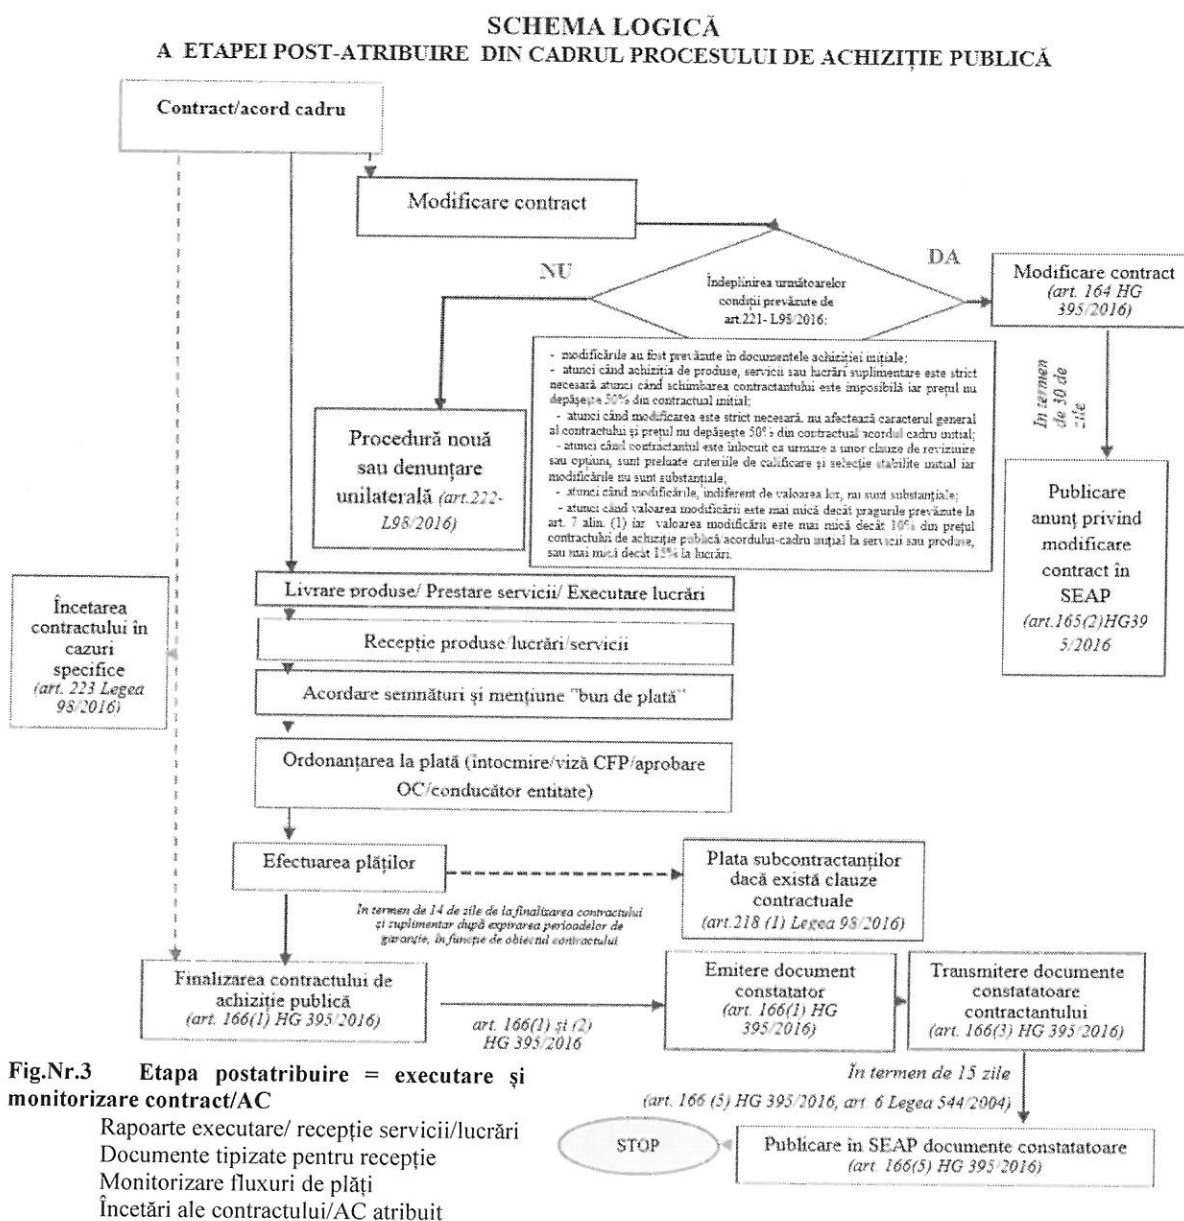 SCHEMA LOGICĂ
A ETAPEI POST-ATRIBUIRE DIN CADRUL PROCESULUI DE ACHIZIȚIE PUBLICĂ
Contract/acord cadru
Modificare contract
NU
DA
Îndeplinirea următoarelor
condiții prevăzute de
art.221- L98/2016:
Modificare contract
(art. 164 HG
395/2016)
- modificările au fost prevăzute în documentele achiziției inițiale;
- atunci când achiziția de produse, servicii sau lucrări suplimentare este strict
necesară atunci când schimbarea contractantului este imposibilă iar prețul nu
depășește 50% din contractual inițial;
- atunci când modificarea este strict necesară, nu afectează caracterul general
al contractului și prețul nu depășește 50% din contractual acordul cadru inițial;
- atunci când contractantul este înlocuit ca urmare a unor clauze de revizuire
sau opțiuni, sunt preluate criteriile de calificare și selecție stabilite inițial iar
modificările nu sunt substanțiale;
- atunci când modificările, indiferent de valoarea lor, nu sunt substanțiale;
- atunci când valoarea modificării este mai mică decât pragurile prevăzute la
art. 7 alin. (1) iar valoarea modificării este mai mică decât 10% din prețul
contractului de achiziție publică/acordului-cadru inițial la servicii sau produse,
sau mai mică decât 15% la lucrări.
În termen
de 30 de
zile
Procedură nouă
sau denunțare
unilaterală (art.222-
L98/2016)
Publicare
anunț privind
modificare
contract în
SEAP
(art.165(2)HG39
5/2016
Livrare produse/ Prestare servicii/ Executare lucrări
Încetarea
contractului în
cazuri
specifice
(art. 223 Legea
98/2016)
Recepție produse/lucrări/servicii
Acordare semnături și mențiune "bun de plată"
Ordonanțarea la plată (întocmire/viză CFP/aprobare
OC/conducător entitate)
Efectuarea plăților
Plata subcontractanților
dacă există clauze
contractuale
(art.218 (1) Legea 98/2016)
În termen de 14 de zile de la finalizarea contractului
și suplimentar după expirarea perioadelor de
garanție, în funcție de obiectul contractului
Finalizarea contractului de
achiziție publică
(art. 166(1) HG 395/2016)
art. 166(1) și (2)
HG 395/2016
Emitere document
constatator
(art. 166(1) HG
395/2016)
Transmitere documente
constatatoare
contractantului
(art. 166(3) HG 395/2016)
În termen de 15 zile
(art. 166 (5) HG 395/2016, art. 6 Legea 544/2004)
STOP
Publicare în SEAP documente constatatoare
(art. 166(5) HG 395/2016)
Fig.Nr.3 Etapa postatribuire = executare și
monitorizare contract/AC
Rapoarte executare/ recepție servicii/lucrări
Documente tipizate pentru recepție
Monitorizare fluxuri de plăți
Încetări ale contractului/AC atribuit